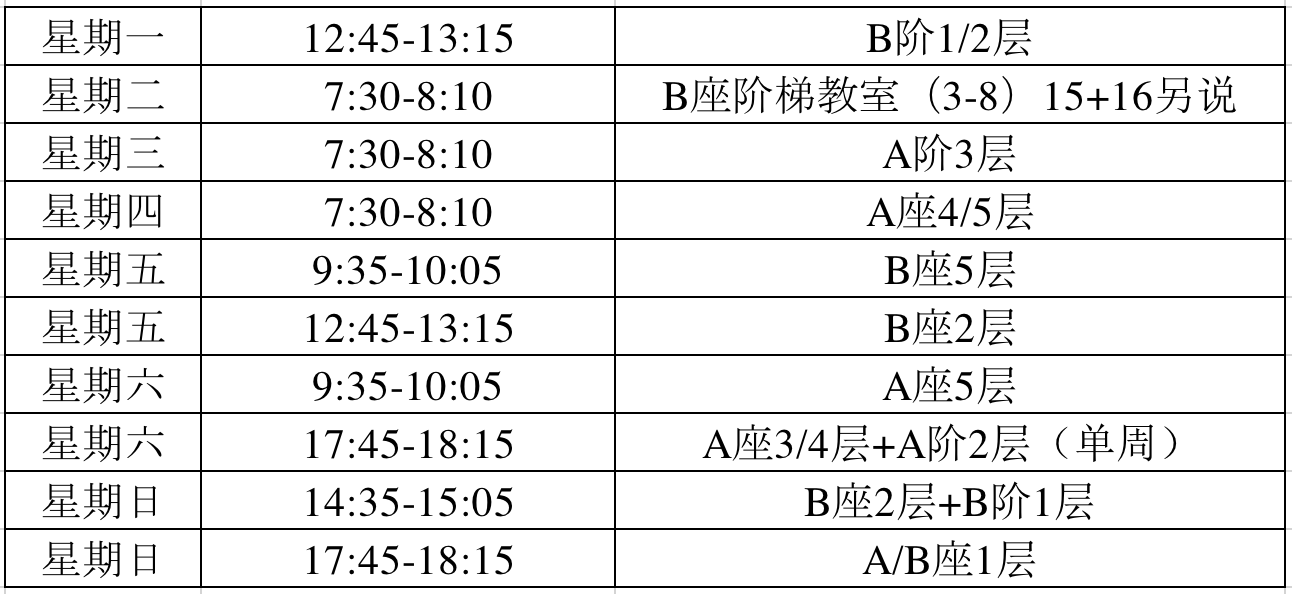 星期一 12:45-13:15 B阶1/2层
星期二 7:30-8:10 B座阶梯教室（3-8）15+16另说
星期三 7:30-8:10 A阶3层
星期四 7:30-8:10 A座4/5层
星期五 9:35-10:05 B座5层
星期五 12:45-13:15 B座2层
星期六 9:35-10:05 A座5层
星期六 17:45-18:15 A座3/4层+A阶2层（单周）
星期日 14:35-15:05 B座2层+B阶1层
星期日 17:45-18:15 A/B座1层